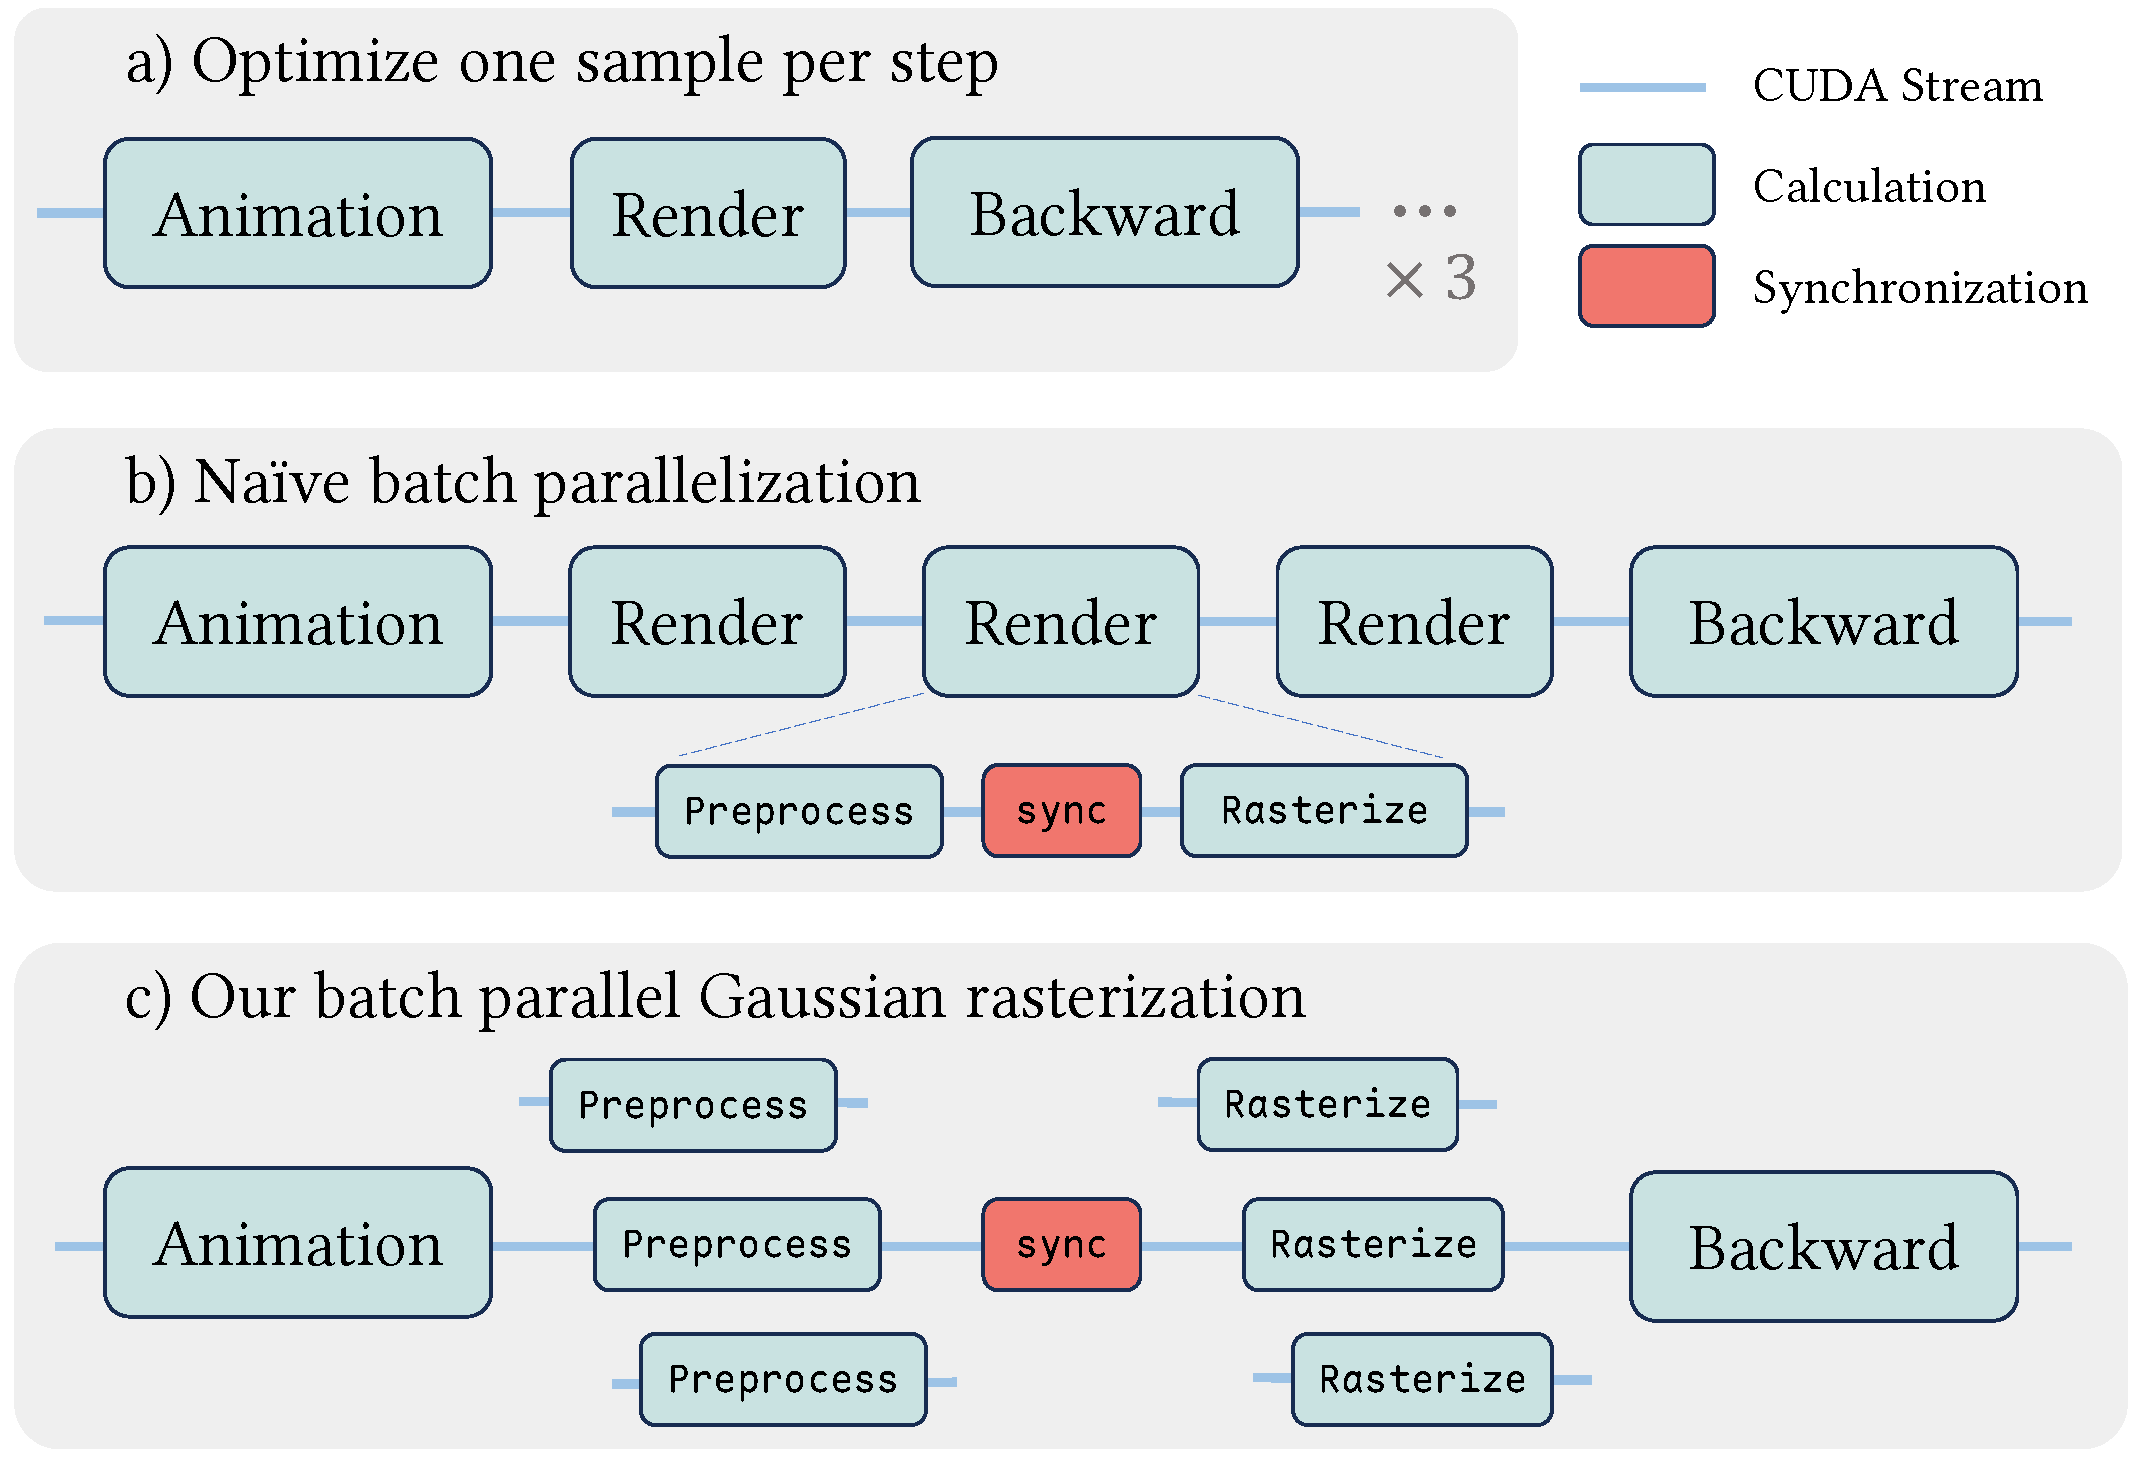 a) Optimize one sample per step
Animation
Render
Backward
...
× 3
CUDA Stream
Calculation
Synchronization
b) Naïve batch parallelization
Animation
Render
Render
Render
Backward
Preprocess
sync
Rasterize
c) Our batch parallel Gaussian rasterization
Preprocess
Rasterize
Animation
Preprocess
sync
Rasterize
Backward
Preprocess
Rasterize